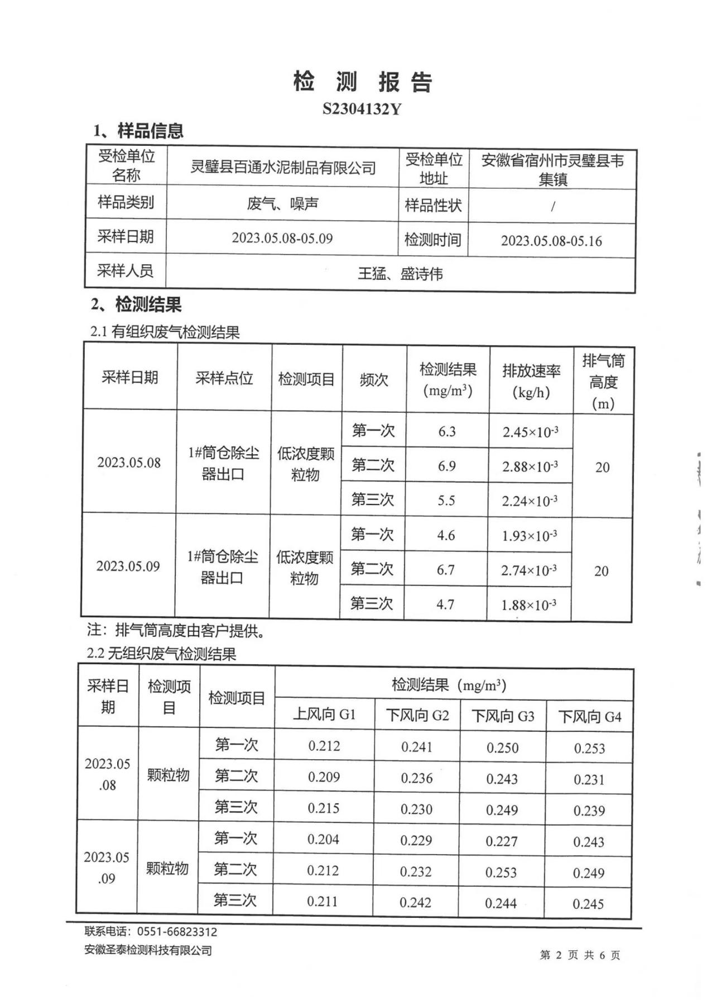 检 测 报 告
S2304132Y
1、样品信息
受检单位名称 灵璧县百通水泥制品有限公司 受检单位地址 安徽省宿州市灵璧县韦集镇
样品类别 废气、噪声 样品性状 /
采样日期 2023.05.08-05.09 检测时间 2023.05.08-05.16
采样人员 王猛、盛诗伟
2、检测结果
2.1 有组织废气检测结果
采样日期 采样点位 检测项目 频次 检测结果（mg/m³） 排放速率（kg/h） 排气筒高度（m）
2023.05.08 1#筒仓除尘器出口 低浓度颗粒物 第一次 6.3 2.45×10⁻³ 20
第二次 6.9 2.88×10⁻³
第三次 5.5 2.24×10⁻³
2023.05.09 1#筒仓除尘器出口 低浓度颗粒物 第一次 4.6 1.93×10⁻³ 20
第二次 6.7 2.74×10⁻³
第三次 4.7 1.88×10⁻³
注：排气筒高度由客户提供。
2.2 无组织废气检测结果
采样日期 检测项目 检测项目 检测结果（mg/m³）
上风向 G1 下风向 G2 下风向 G3 下风向 G4
2023.05.08 颗粒物 第一次 0.212 0.241 0.250 0.253
第二次 0.209 0.236 0.243 0.231
第三次 0.215 0.230 0.249 0.239
2023.05.09 颗粒物 第一次 0.204 0.229 0.227 0.243
第二次 0.212 0.232 0.253 0.249
第三次 0.211 0.242 0.244 0.245
联系电话：0551-66823312
安徽圣泰检测科技有限公司
第 2 页 共 6 页